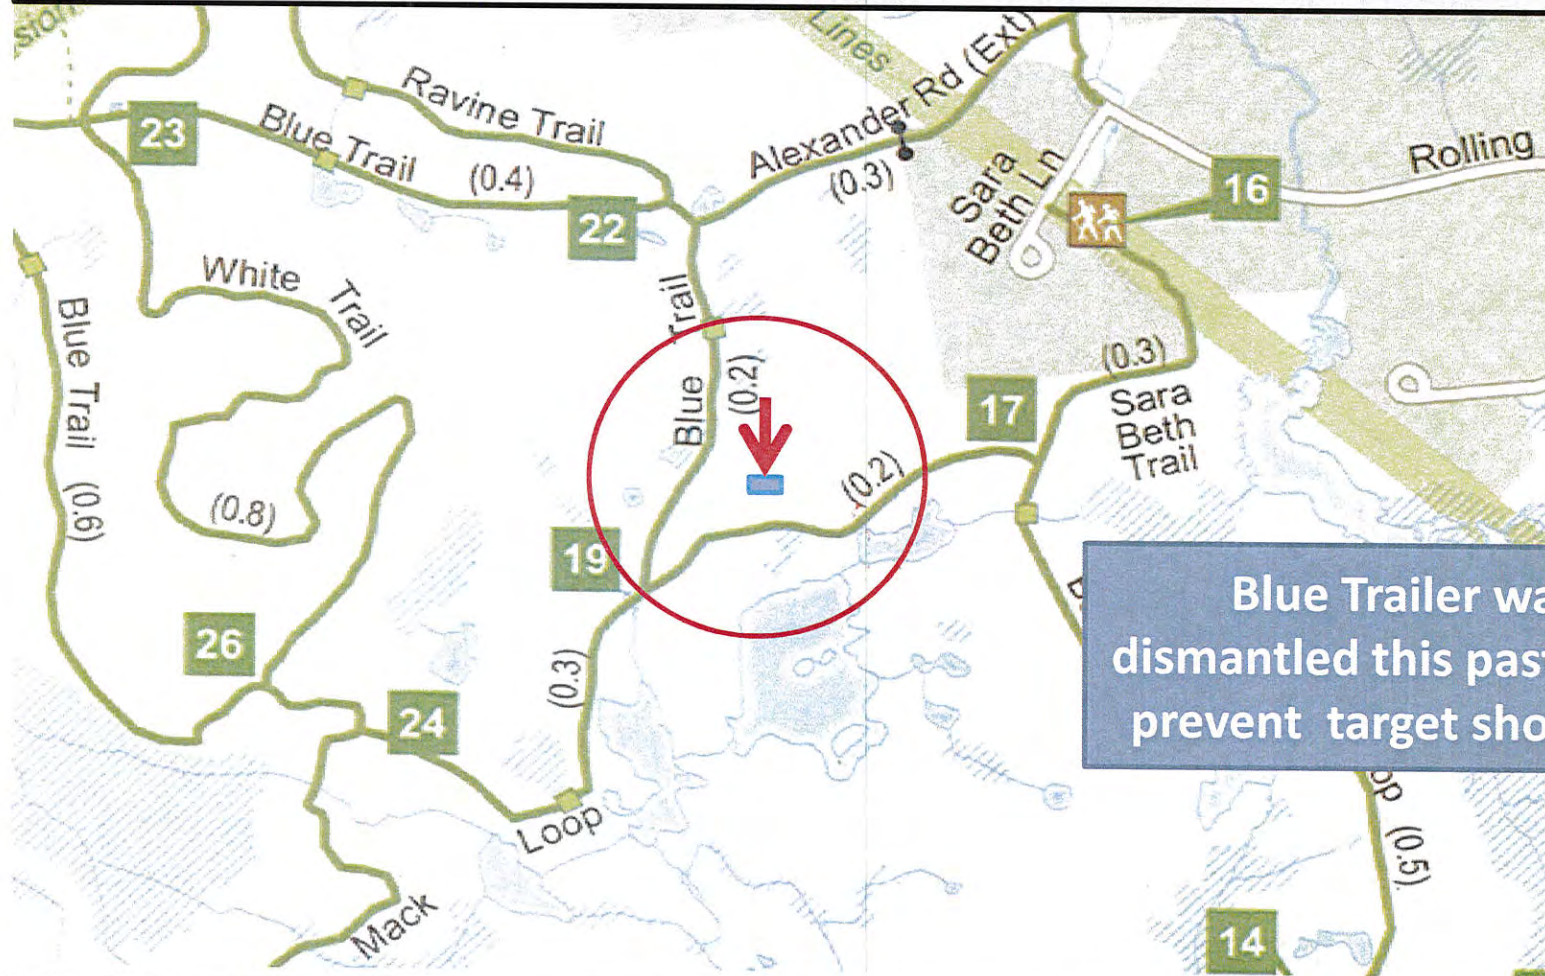 Lines
Alexander Rd (Ext)
(0.3)
Ravine Trail
23
Blue Trail
(0.4)
22
Sara
Beth Ln
16
Rolling
White Trail
Blue Trail
(0.6)
(0.8)
Blue Trail
(0.2)
17
(0.3)
Sara
Beth
Trail
(0.2)
19
26
24
(0.3)
Loop
Mack
Blue Trailer wa
dismantled this past
prevent target sho
op (0.5)
14